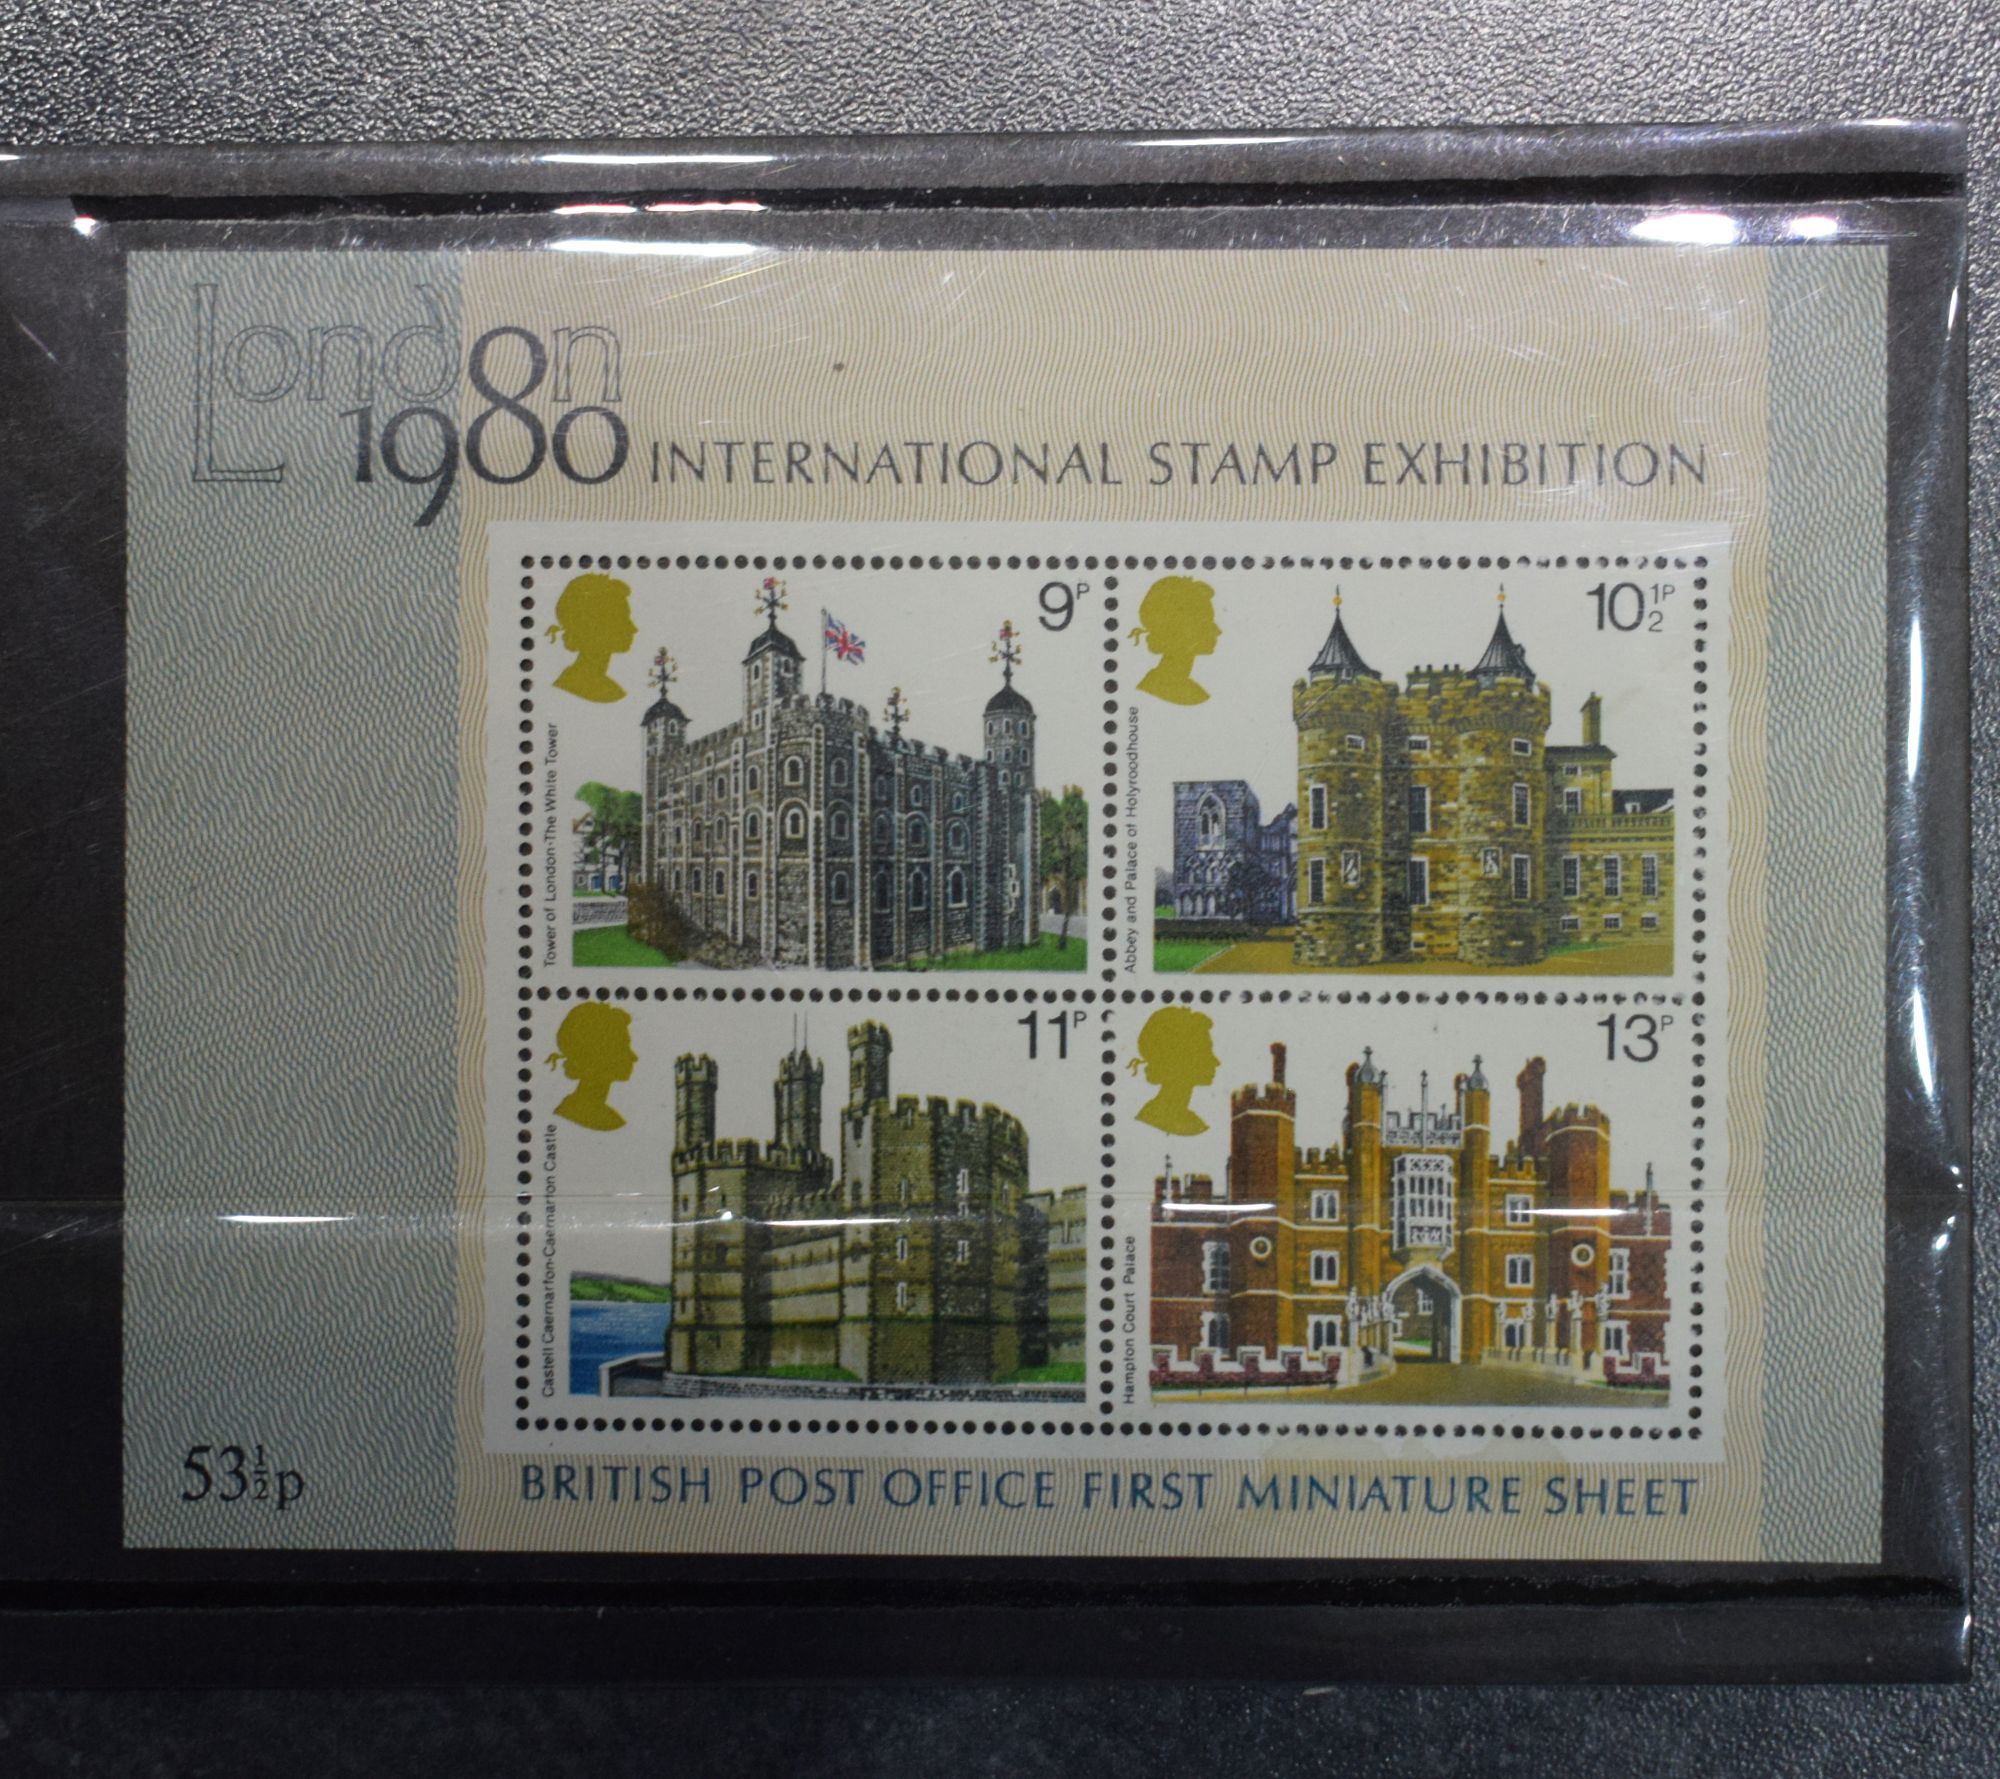 London
1980 INTERNATIONAL STAMP EXHIBITION
9P
Tower of London·The White Tower
10½P
Abbey and Palace of Holyroodhouse
11P
Castell Caernarfon·Caernarfon Castle
13P
Hampton Court Palace
53½p
BRITISH POST OFFICE FIRST MINIATURE SHEET